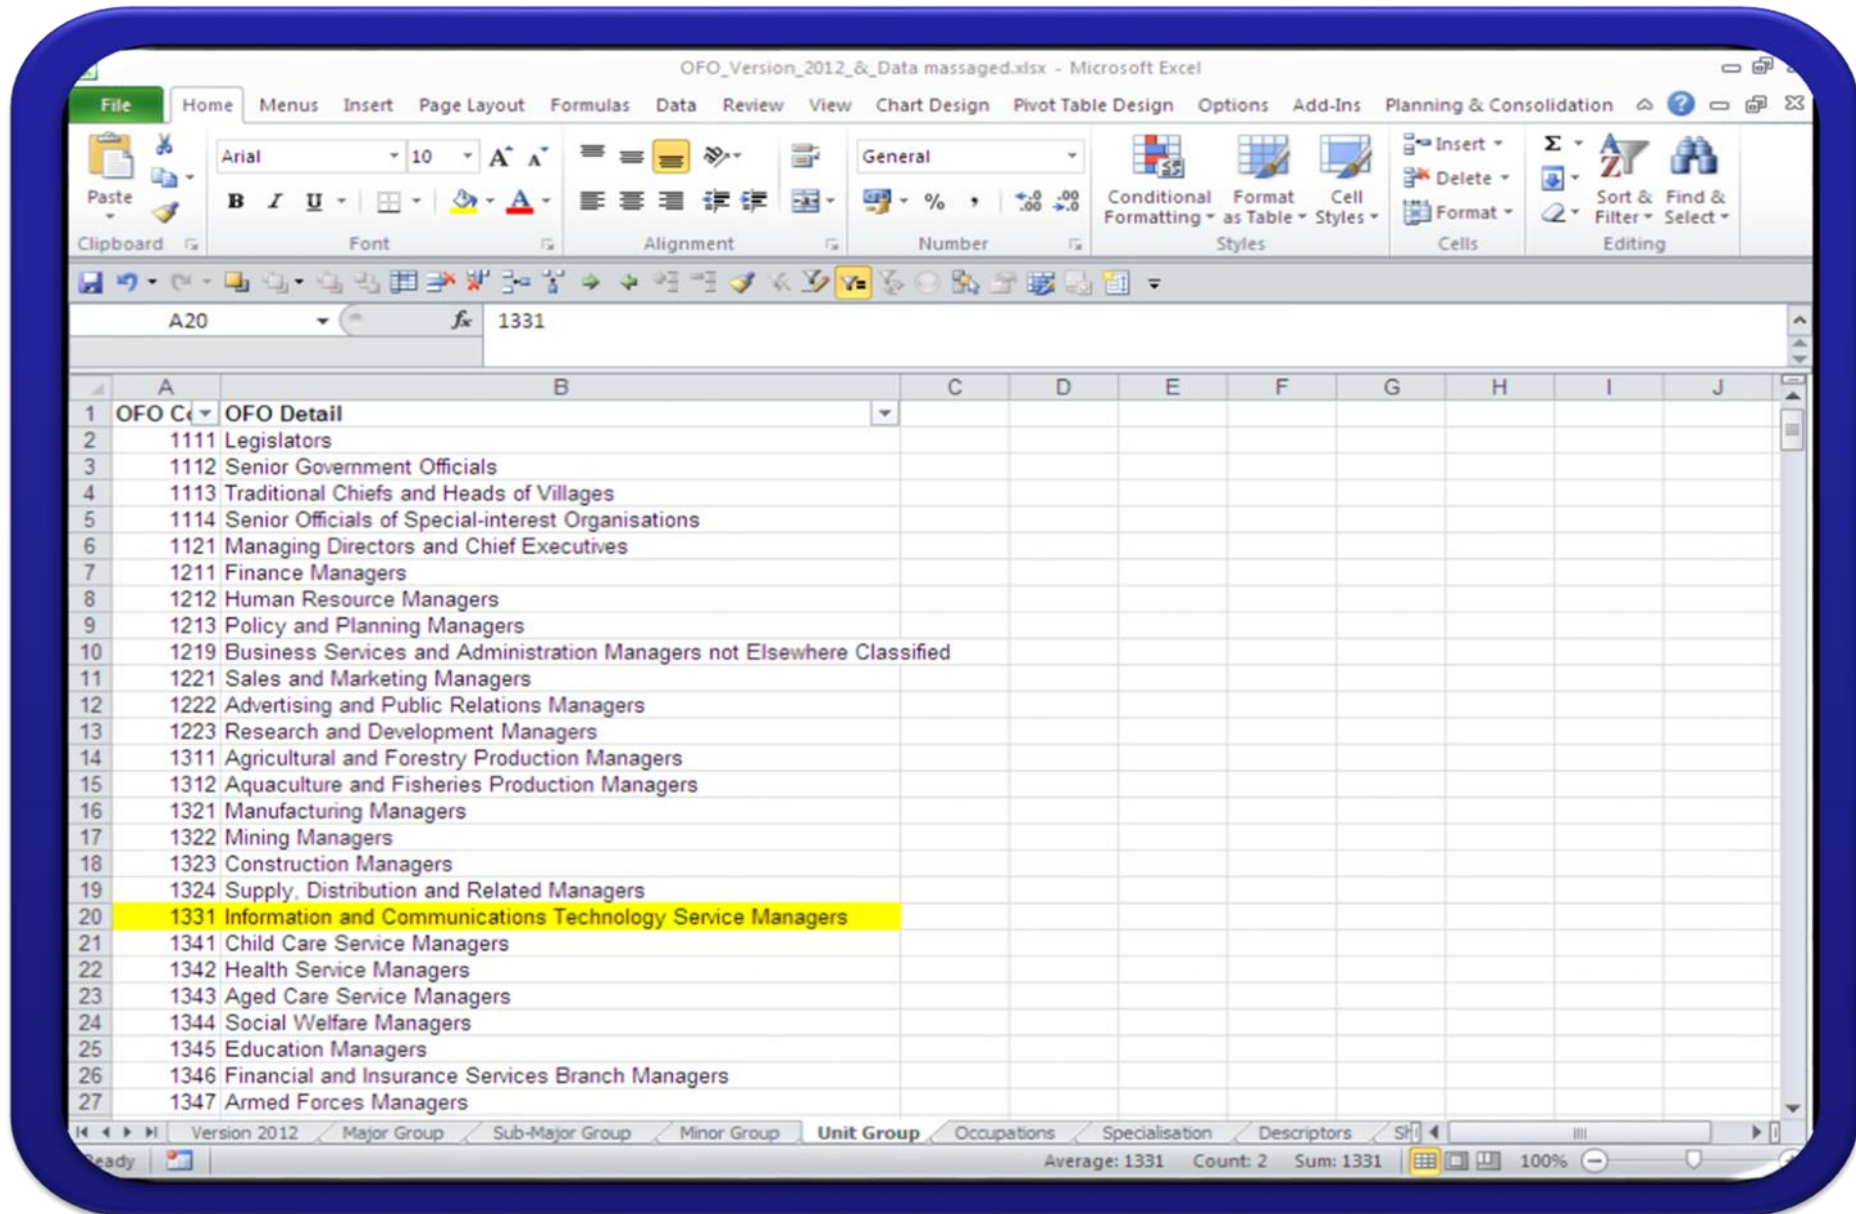 OFO_Version_2012_&_Data massaged.xlsx - Microsoft Excel
File Home Menus Insert Page Layout Formulas Data Review View Chart Design Pivot Table Design Options Add-Ins Planning & Consolidation
Arial 10 A A General Insert Σ
Paste B I U A % , Conditional Formatting Format as Table Cell Styles Delete Sort & Filter Find & Select
Format
Clipboard Font Alignment Number Styles Cells Editing
A20 fx 1331
A B C D E F G H I J
1 OFO C OFO Detail
2 1111 Legislators
3 1112 Senior Government Officials
4 1113 Traditional Chiefs and Heads of Villages
5 1114 Senior Officials of Special-interest Organisations
6 1121 Managing Directors and Chief Executives
7 1211 Finance Managers
8 1212 Human Resource Managers
9 1213 Policy and Planning Managers
10 1219 Business Services and Administration Managers not Elsewhere Classified
11 1221 Sales and Marketing Managers
12 1222 Advertising and Public Relations Managers
13 1223 Research and Development Managers
14 1311 Agricultural and Forestry Production Managers
15 1312 Aquaculture and Fisheries Production Managers
16 1321 Manufacturing Managers
17 1322 Mining Managers
18 1323 Construction Managers
19 1324 Supply, Distribution and Related Managers
20 1331 Information and Communications Technology Service Managers
21 1341 Child Care Service Managers
22 1342 Health Service Managers
23 1343 Aged Care Service Managers
24 1344 Social Welfare Managers
25 1345 Education Managers
26 1346 Financial and Insurance Services Branch Managers
27 1347 Armed Forces Managers
Version 2012 Major Group Sub-Major Group Minor Group Unit Group Occupations Specialisation Descriptors
Ready Average: 1331 Count: 2 Sum: 1331 100%